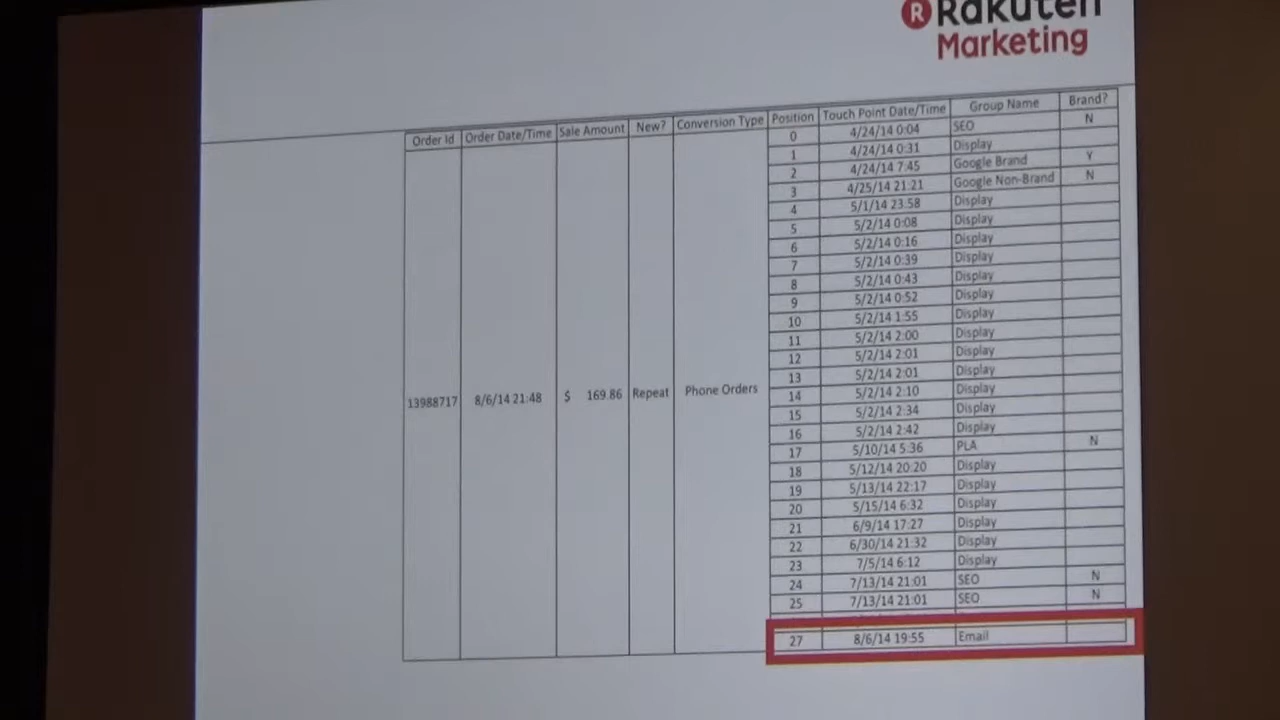 Rakuten
Marketing
Order Id Order Date/Time Sale Amount New? Conversion Type Position Touch Point Date/Time Group Name Brand?
0 4/24/14 0:04 SEO N
1 4/24/14 0:31 Display
2 4/24/14 7:45 Google Brand Y
3 4/25/14 21:21 Google Non-Brand N
4 5/1/14 23:58 Display
5 5/2/14 0:08 Display
6 5/2/14 0:16 Display
7 5/2/14 0:39 Display
8 5/2/14 0:43 Display
9 5/2/14 0:52 Display
10 5/2/14 1:55 Display
11 5/2/14 2:00 Display
12 5/2/14 2:01 Display
13 5/2/14 2:01 Display
13988717 8/6/14 21:48 $ 169.86 Repeat Phone Orders 14 5/2/14 2:10 Display
15 5/2/14 2:34 Display
16 5/2/14 2:42 Display
17 5/10/14 5:36 PLA N
18 5/12/14 20:20 Display
19 5/13/14 22:17 Display
20 5/15/14 6:32 Display
21 6/9/14 17:27 Display
22 6/30/14 21:32 Display
23 7/5/14 6:12 Display
24 7/13/14 21:01 SEO N
25 7/13/14 21:01 SEO N
27 8/6/14 19:55 Email